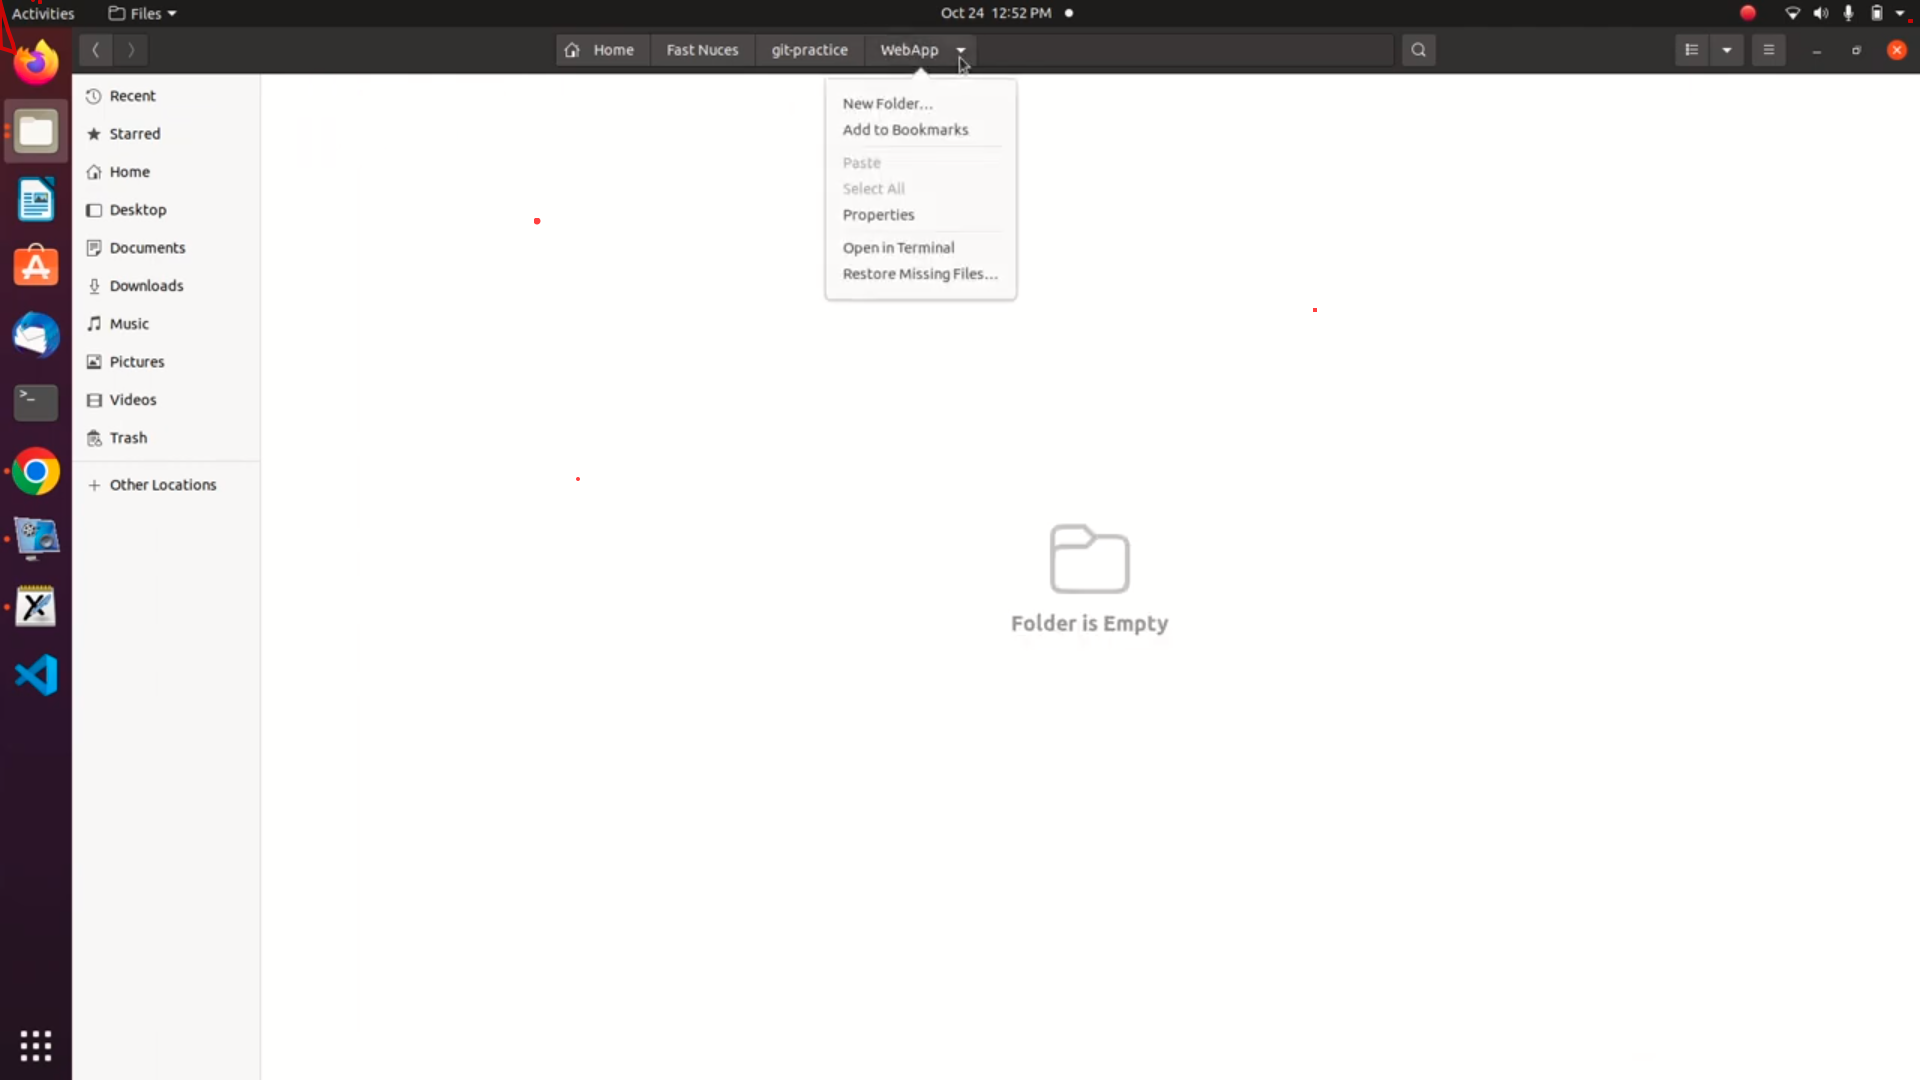 Activities
Files
Oct 24 12:52 PM
Home
Fast Nuces
git-practice
WebApp
New Folder…
Add to Bookmarks
Paste
Select All
Properties
Open in Terminal
Restore Missing Files…
Recent
Starred
Home
Desktop
Documents
Downloads
Music
Pictures
Videos
Trash
Other Locations
Folder is Empty